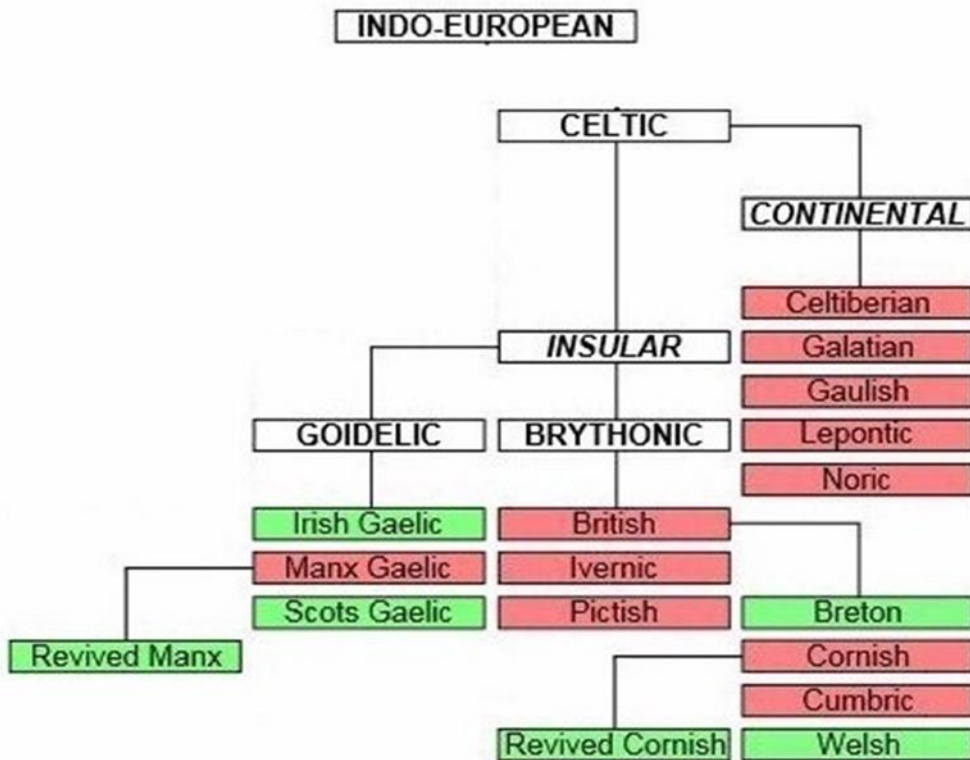 INDO-EUROPEAN
CELTIC
CONTINENTAL
Celtiberian
INSULAR
Galatian
Gaulish
GOIDELIC
BRYTHONIC
Lepontic
Noric
Irish Gaelic
British
Manx Gaelic
Ivernic
Scots Gaelic
Pictish
Breton
Revived Manx
Cornish
Cumbric
Revived Cornish
Welsh